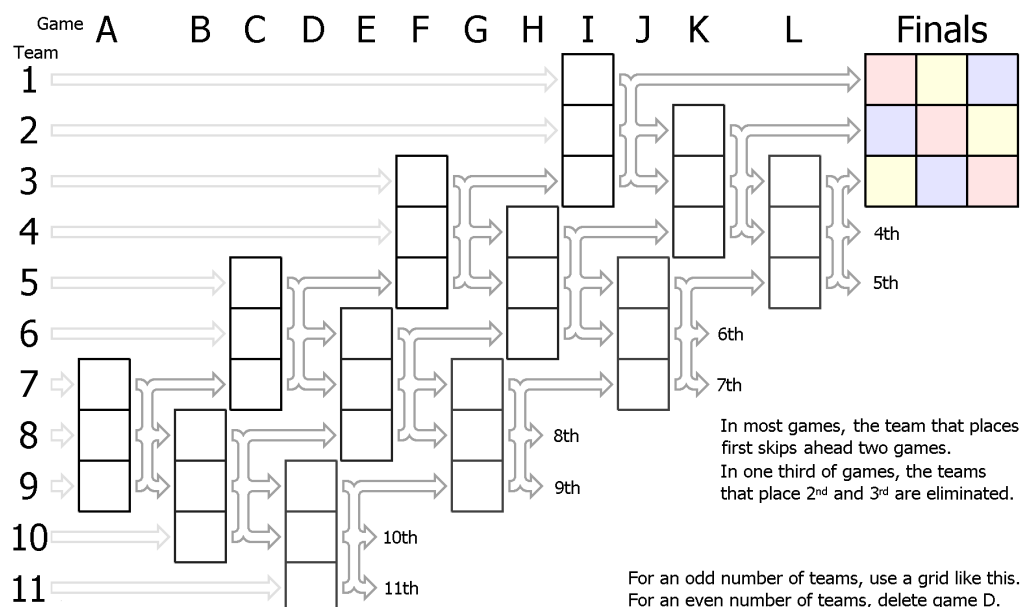 Game A B C D E F G H I J K L Finals
Team
1
2
3
4 4th
5 5th
6 6th
7 7th
In most games, the team that places
8 8th
first skips ahead two games.
In one third of games, the teams
9 9th
that place 2nd and 3rd are eliminated.
10 10th
11 11th
For an odd number of teams, use a grid like this.
For an even number of teams, delete game D.